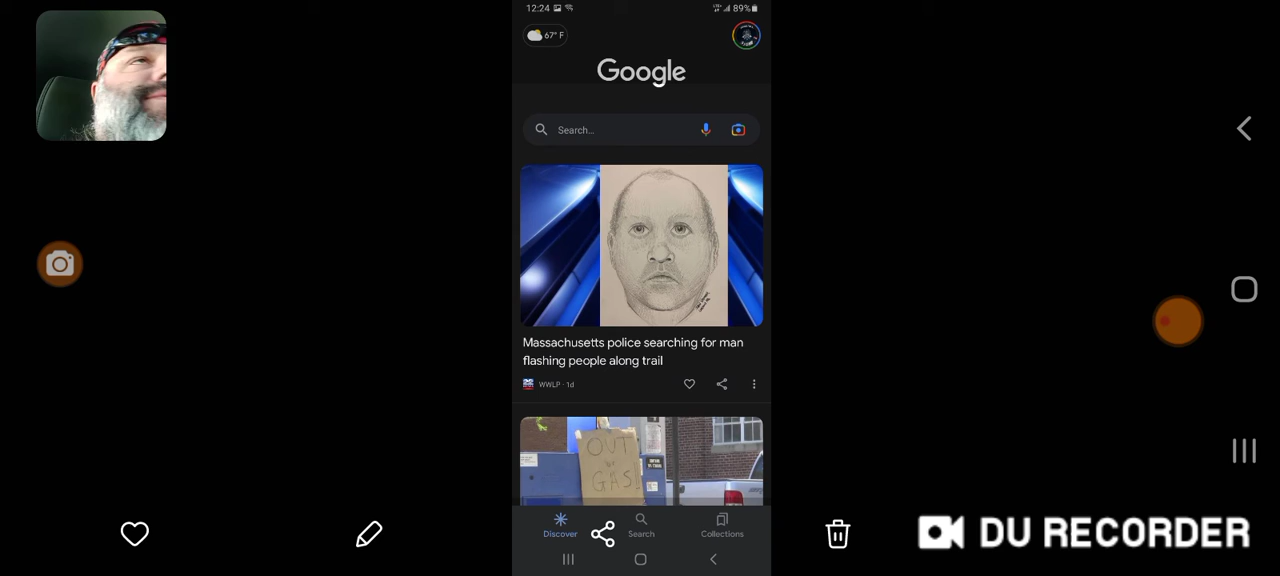 12:24
89%
67° F
Google
Search...
Massachusetts police searching for man
flashing people along trail
WWLP · 1d
OUT
GAS!
Discover
Search
Collections
DU RECORDER